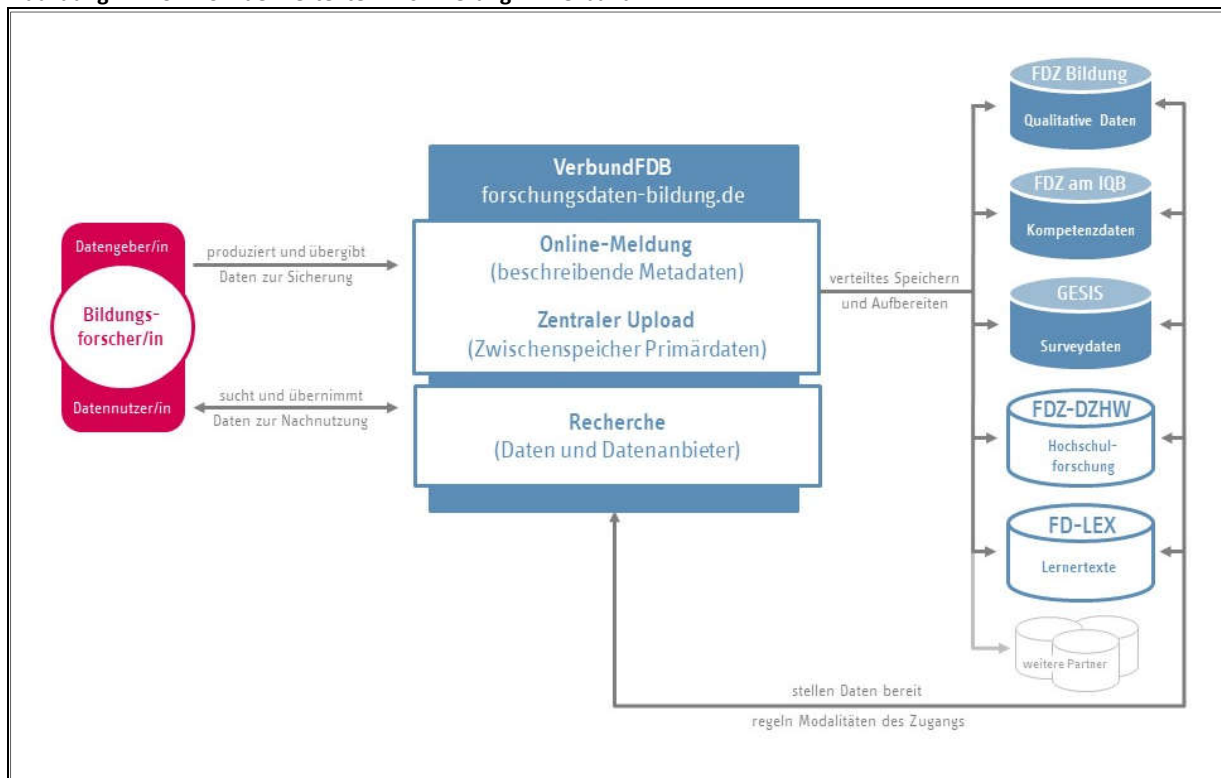 Datengeber/in
Bildungs-
forscher/in
Datennutzer/in
produziert und übergibt
Daten zur Sicherung
sucht und übernimmt
Daten zur Nachnutzung
VerbundFDB
forschungsdaten-bildung.de
Online-Meldung
(beschreibende Metadaten)
Zentraler Upload
(Zwischenspeicher Primärdaten)
Recherche
(Daten und Datenanbieter)
verteiltes Speichern
und Aufbereiten
FDZ Bildung
Qualitative Daten
FDZ am IQB
Kompetenzdaten
GESIS
Surveydaten
FDZ-DZHW
Hochschul-
forschung
FD-LEX
Lernertexte
weitere Partner
stellen Daten bereit
regeln Modalitäten des Zugangs